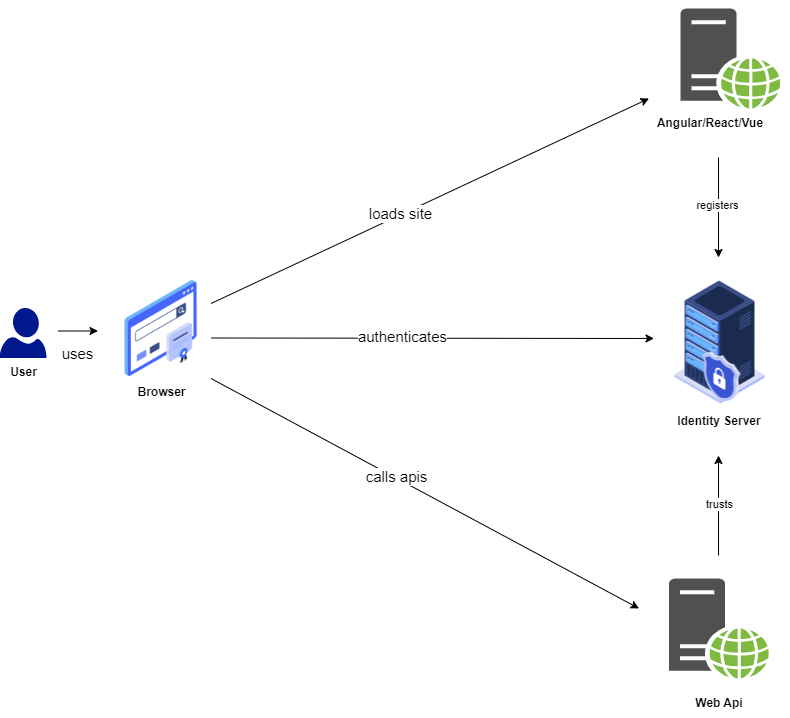 Angular/React/Vue
registers
loads site
authenticates
uses
User
Browser
Identity Server
calls apis
trusts
Web Api